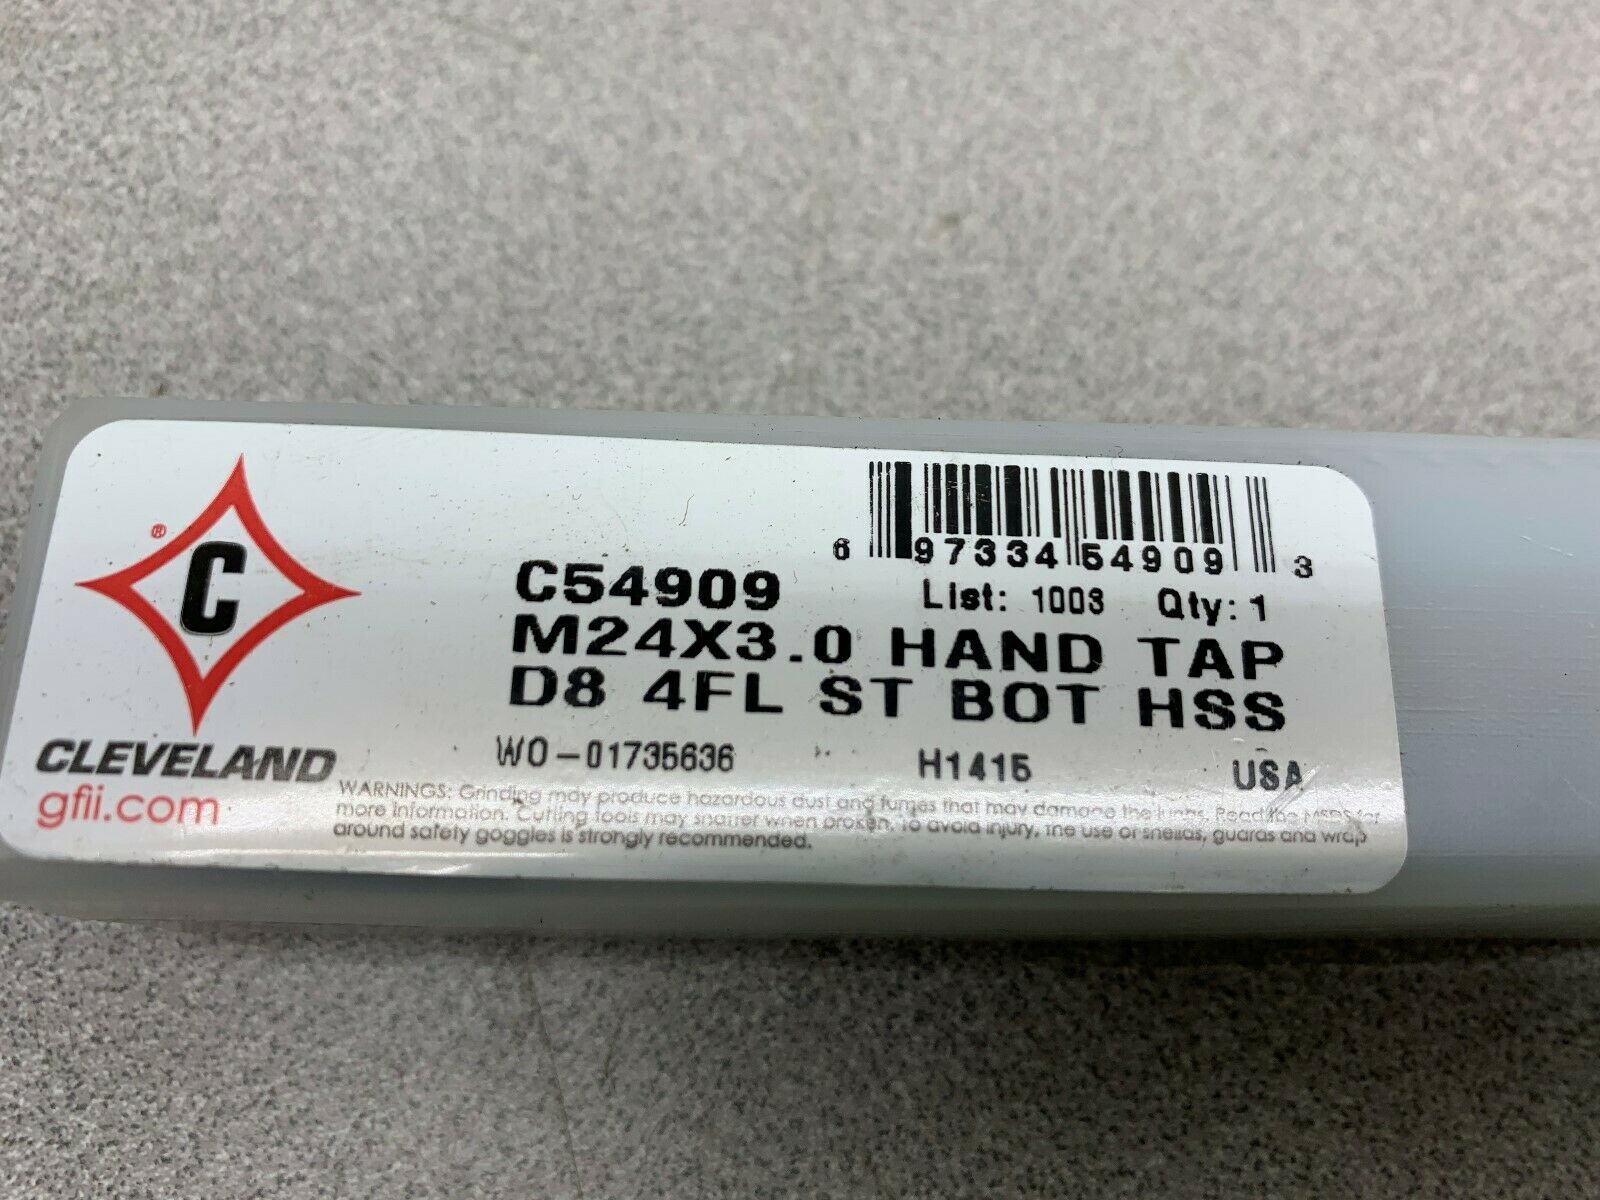 C
®
CLEVELAND
gfii.com
6 97334 54909 3
C54909 List: 1003 Qty: 1
M24X3.0 HAND TAP
D8 4FL ST BOT HSS
WO-01735636 H1415 USA
WARNINGS: Grinding may produce hazardous dust and fumes that may damage the lungs. Read the MSDS for
more information. Cutting tools may shatter when broken. To avoid injury, the use of shields, guards and wrap
around safety goggles is strongly recommended.